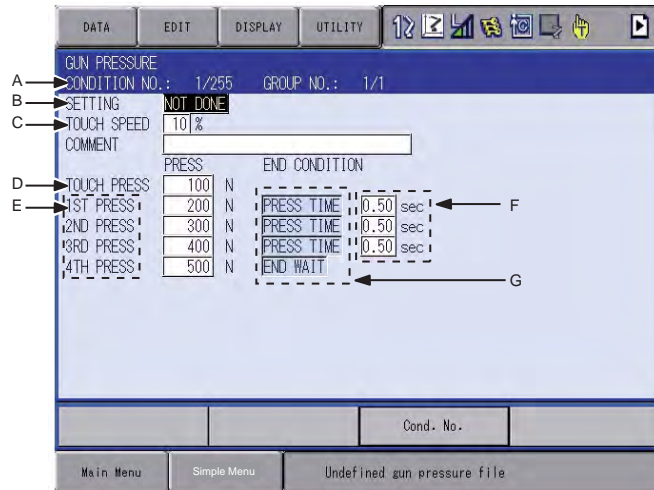 DATA EDIT DISPLAY UTILITY
GUN PRESSURE
A CONDITION NO.: 1/255 GROUP NO.: 1/1
B SETTING NOT DONE
C TOUCH SPEED 10 %
COMMENT
PRESS END CONDITION
D TOUCH PRESS 100 N
E 1ST PRESS 200 N PRESS TIME 0.50 sec F
2ND PRESS 300 N PRESS TIME 0.50 sec
3RD PRESS 400 N PRESS TIME 0.50 sec
4TH PRESS 500 N END WAIT
G
Cond. No.
Main Menu Simple Menu Undefined gun pressure file